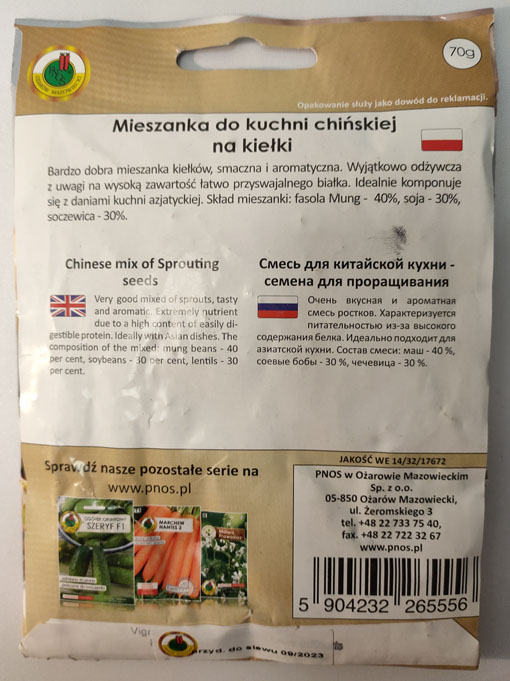 PNOS
OŻARÓW MAZOWIECKI
70g
Opakowanie służy jako dowód do reklamacji.
Mieszanka do kuchni chińskiej
na kiełki
Bardzo dobra mieszanka kiełków, smaczna i aromatyczna. Wyjątkowo odżywcza
z uwagi na wysoką zawartość łatwo przyswajalnego białka. Idealnie komponuje
się z daniami kuchni azjatyckiej. Skład mieszanki: fasola Mung - 40%, soja - 30%,
soczewica - 30%.
Chinese mix of Sprouting
seeds
Very good mixed of sprouts, tasty
and aromatic. Extremely nutrient
due to a high content of easily di-
gestible protein. Ideally with Asian dishes. The
composition of the mixed: mung beans - 40
per cent, soybeans - 30 per cent, lentils - 30
per cent.
Смесь для китайской кухни -
семена для проращивания
Очень вкусная и ароматная
смесь ростков. Характеризуется
питательностью из-за высокого
содержания белка. Идеально подходит для
азиатской кухни. Состав смеси: маш - 40 %,
соевые бобы - 30 %, чечевица - 30 %.
Sprawdź nasze pozostałe serie na
www.pnos.pl
OGÓREK GRUNTOWY
SZERYF F1
MARCHEW
NANTES 3
JAKOŚĆ WE 14/32/17672
PNOS w Ożarowie Mazowieckim
Sp. z o.o.
05-850 Ożarów Mazowiecki,
ul. Żeromskiego 3
tel. +48 22 733 75 40,
fax. +48 22 722 32 67
www.pnos.pl
5 904232 265556
Vig
przyd. do siewu 09/2023